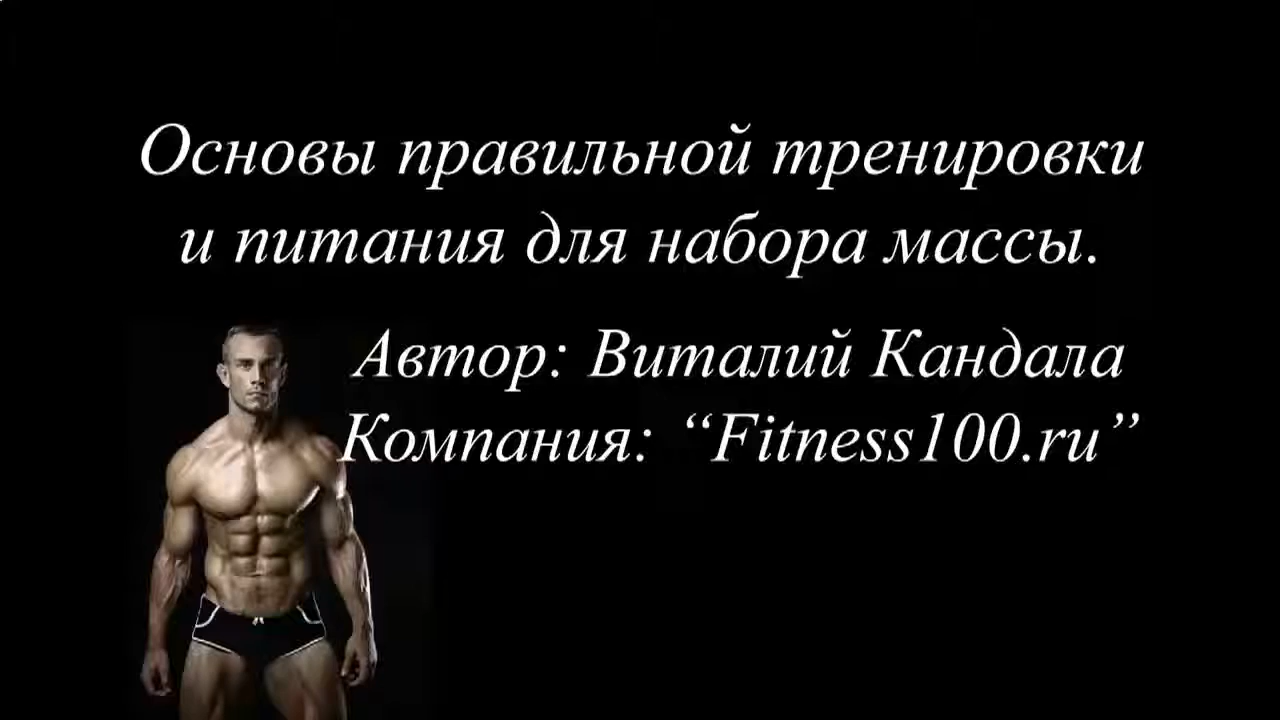 Основы правильной тренировки
и питания для набора массы.
Автор: Виталий Кандала
Компания: “Fitness100.ru”